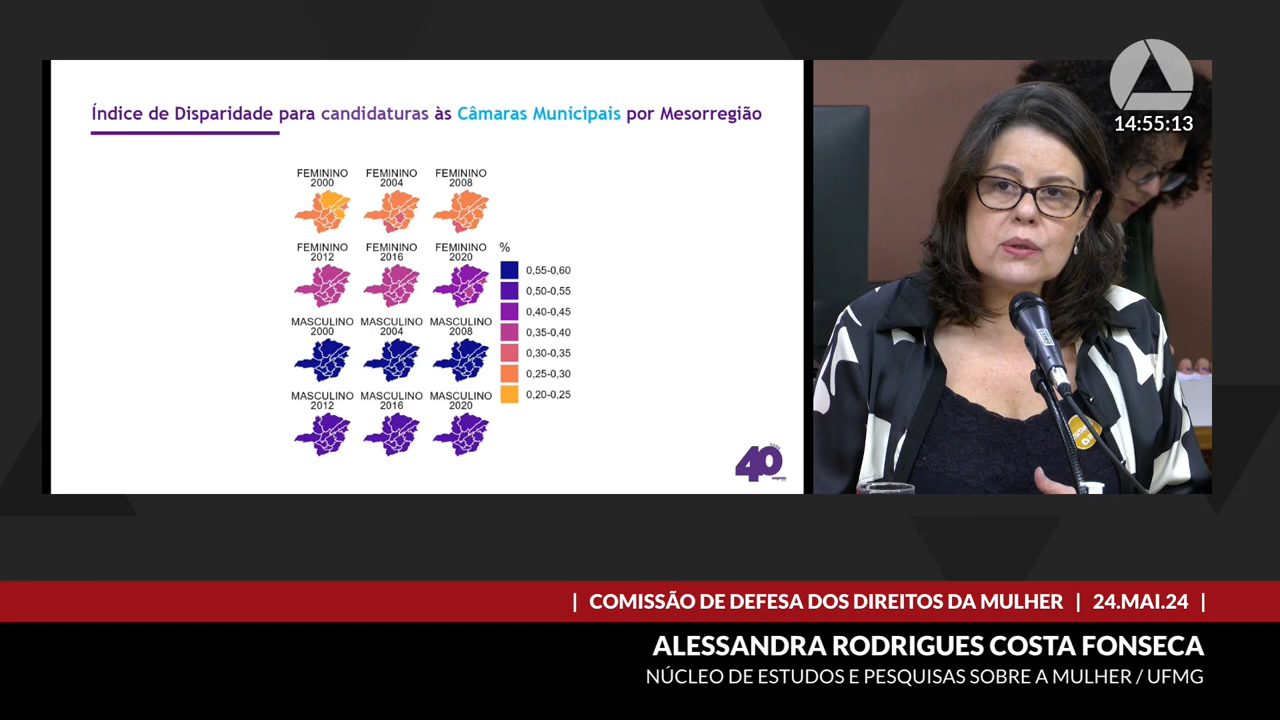 14:55:13
Índice de Disparidade para candidaturas às Câmaras Municipais por Mesorregião
FEMININO 2000
FEMININO 2004
FEMININO 2008
FEMININO 2012
FEMININO 2016
FEMININO 2020
MASCULINO 2000
MASCULINO 2004
MASCULINO 2008
MASCULINO 2012
MASCULINO 2016
MASCULINO 2020
%
0,55-0,60
0,50-0,55
0,40-0,45
0,35-0,40
0,30-0,35
0,25-0,30
0,20-0,25
40
| COMISSÃO DE DEFESA DOS DIREITOS DA MULHER | 24.MAI.24 |
ALESSANDRA RODRIGUES COSTA FONSECA
NÚCLEO DE ESTUDOS E PESQUISAS SOBRE A MULHER / UFMG